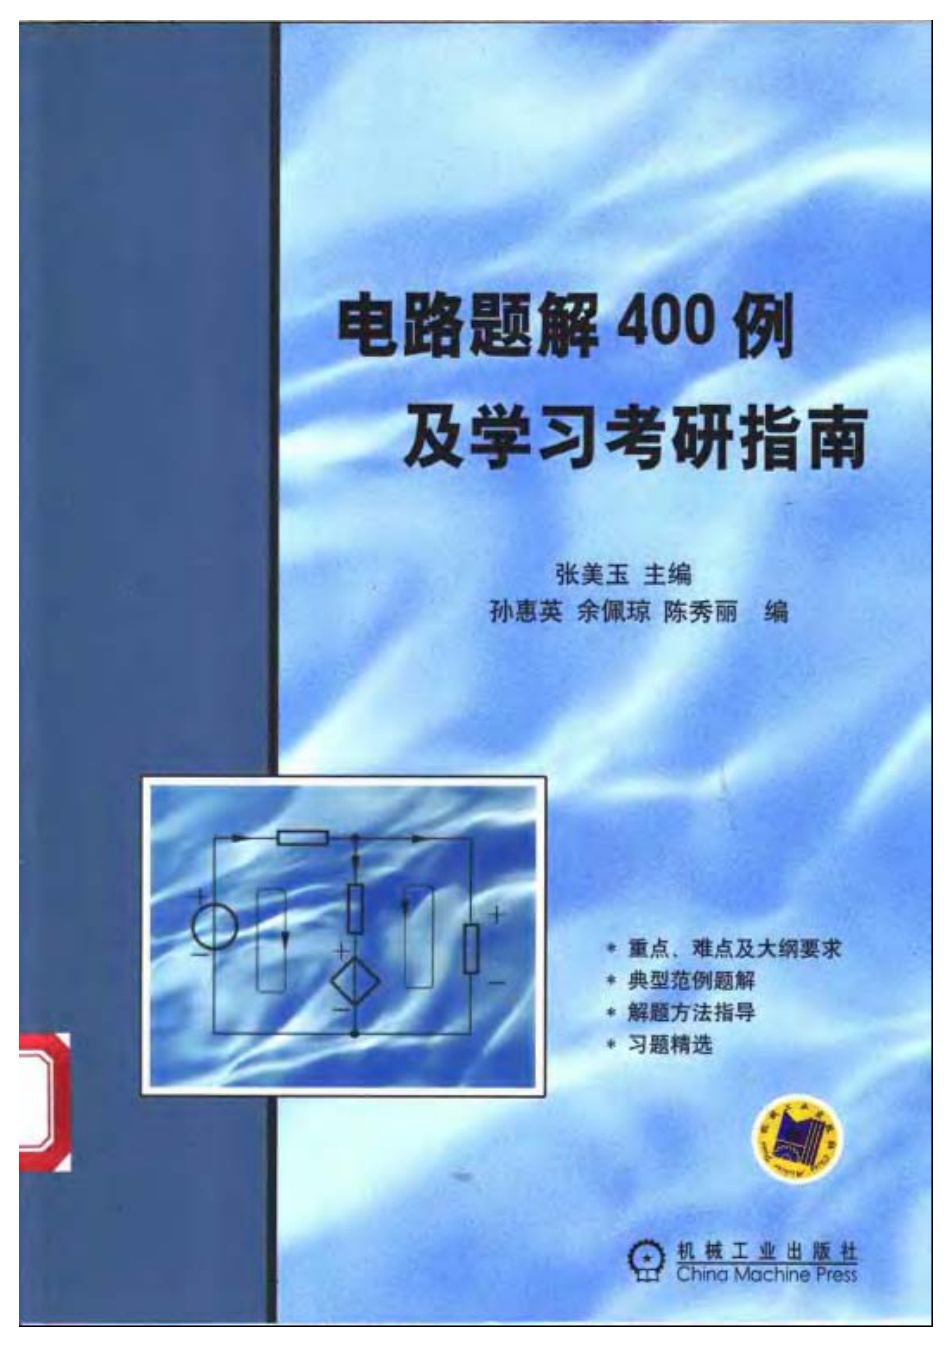 电路题解 400 例
及学习考研指南
张美玉 主编
孙惠英 余佩琼 陈秀丽 编
+
−
+
−
+
−
* 重点、难点及大纲要求
* 典型范例题解
* 解题方法指导
* 习题精选
机械工业出版社
China Machine Press